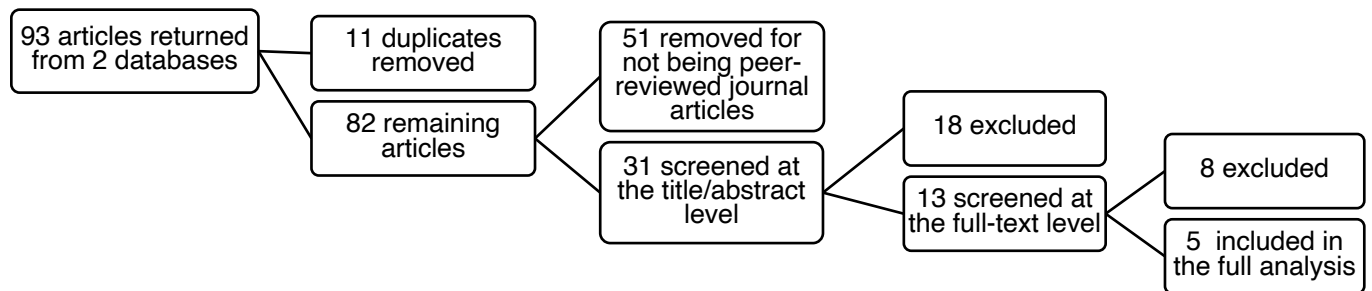 93 articles returned
from 2 databases
11 duplicates
removed
82 remaining
articles
51 removed for
not being peer-
reviewed journal
articles
31 screened at
the title/abstract
level
18 excluded
13 screened at
the full-text level
8 excluded
5 included in
the full analysis